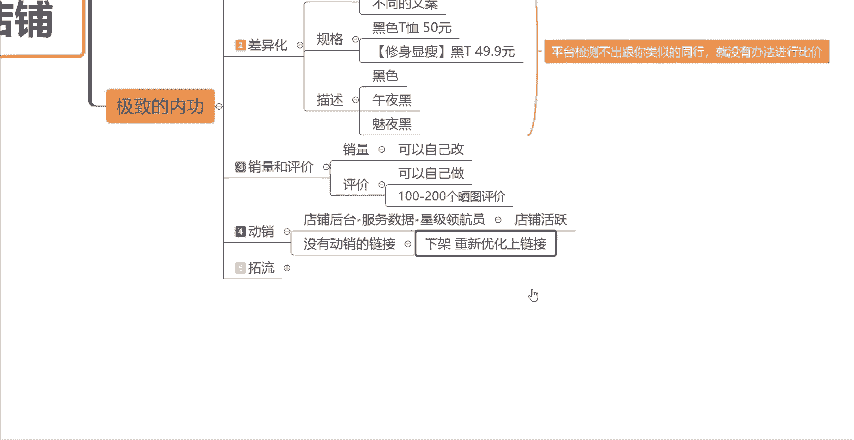 店铺
极致的内功
差异化
不同的文案
规格
黑色T恤 50元
【修身显瘦】黑T 49.9元
描述
黑色
午夜黑
魅夜黑
平台检测不出跟你类似的同行，就没有办法进行比价
3 销量和评价
销量
可以自己改
评价
可以自己做
100-200个晒图评价
4 动销
店铺后台-服务数据-星级领航员
店铺活跃
没有动销的链接
下架 重新优化上链接
拓流